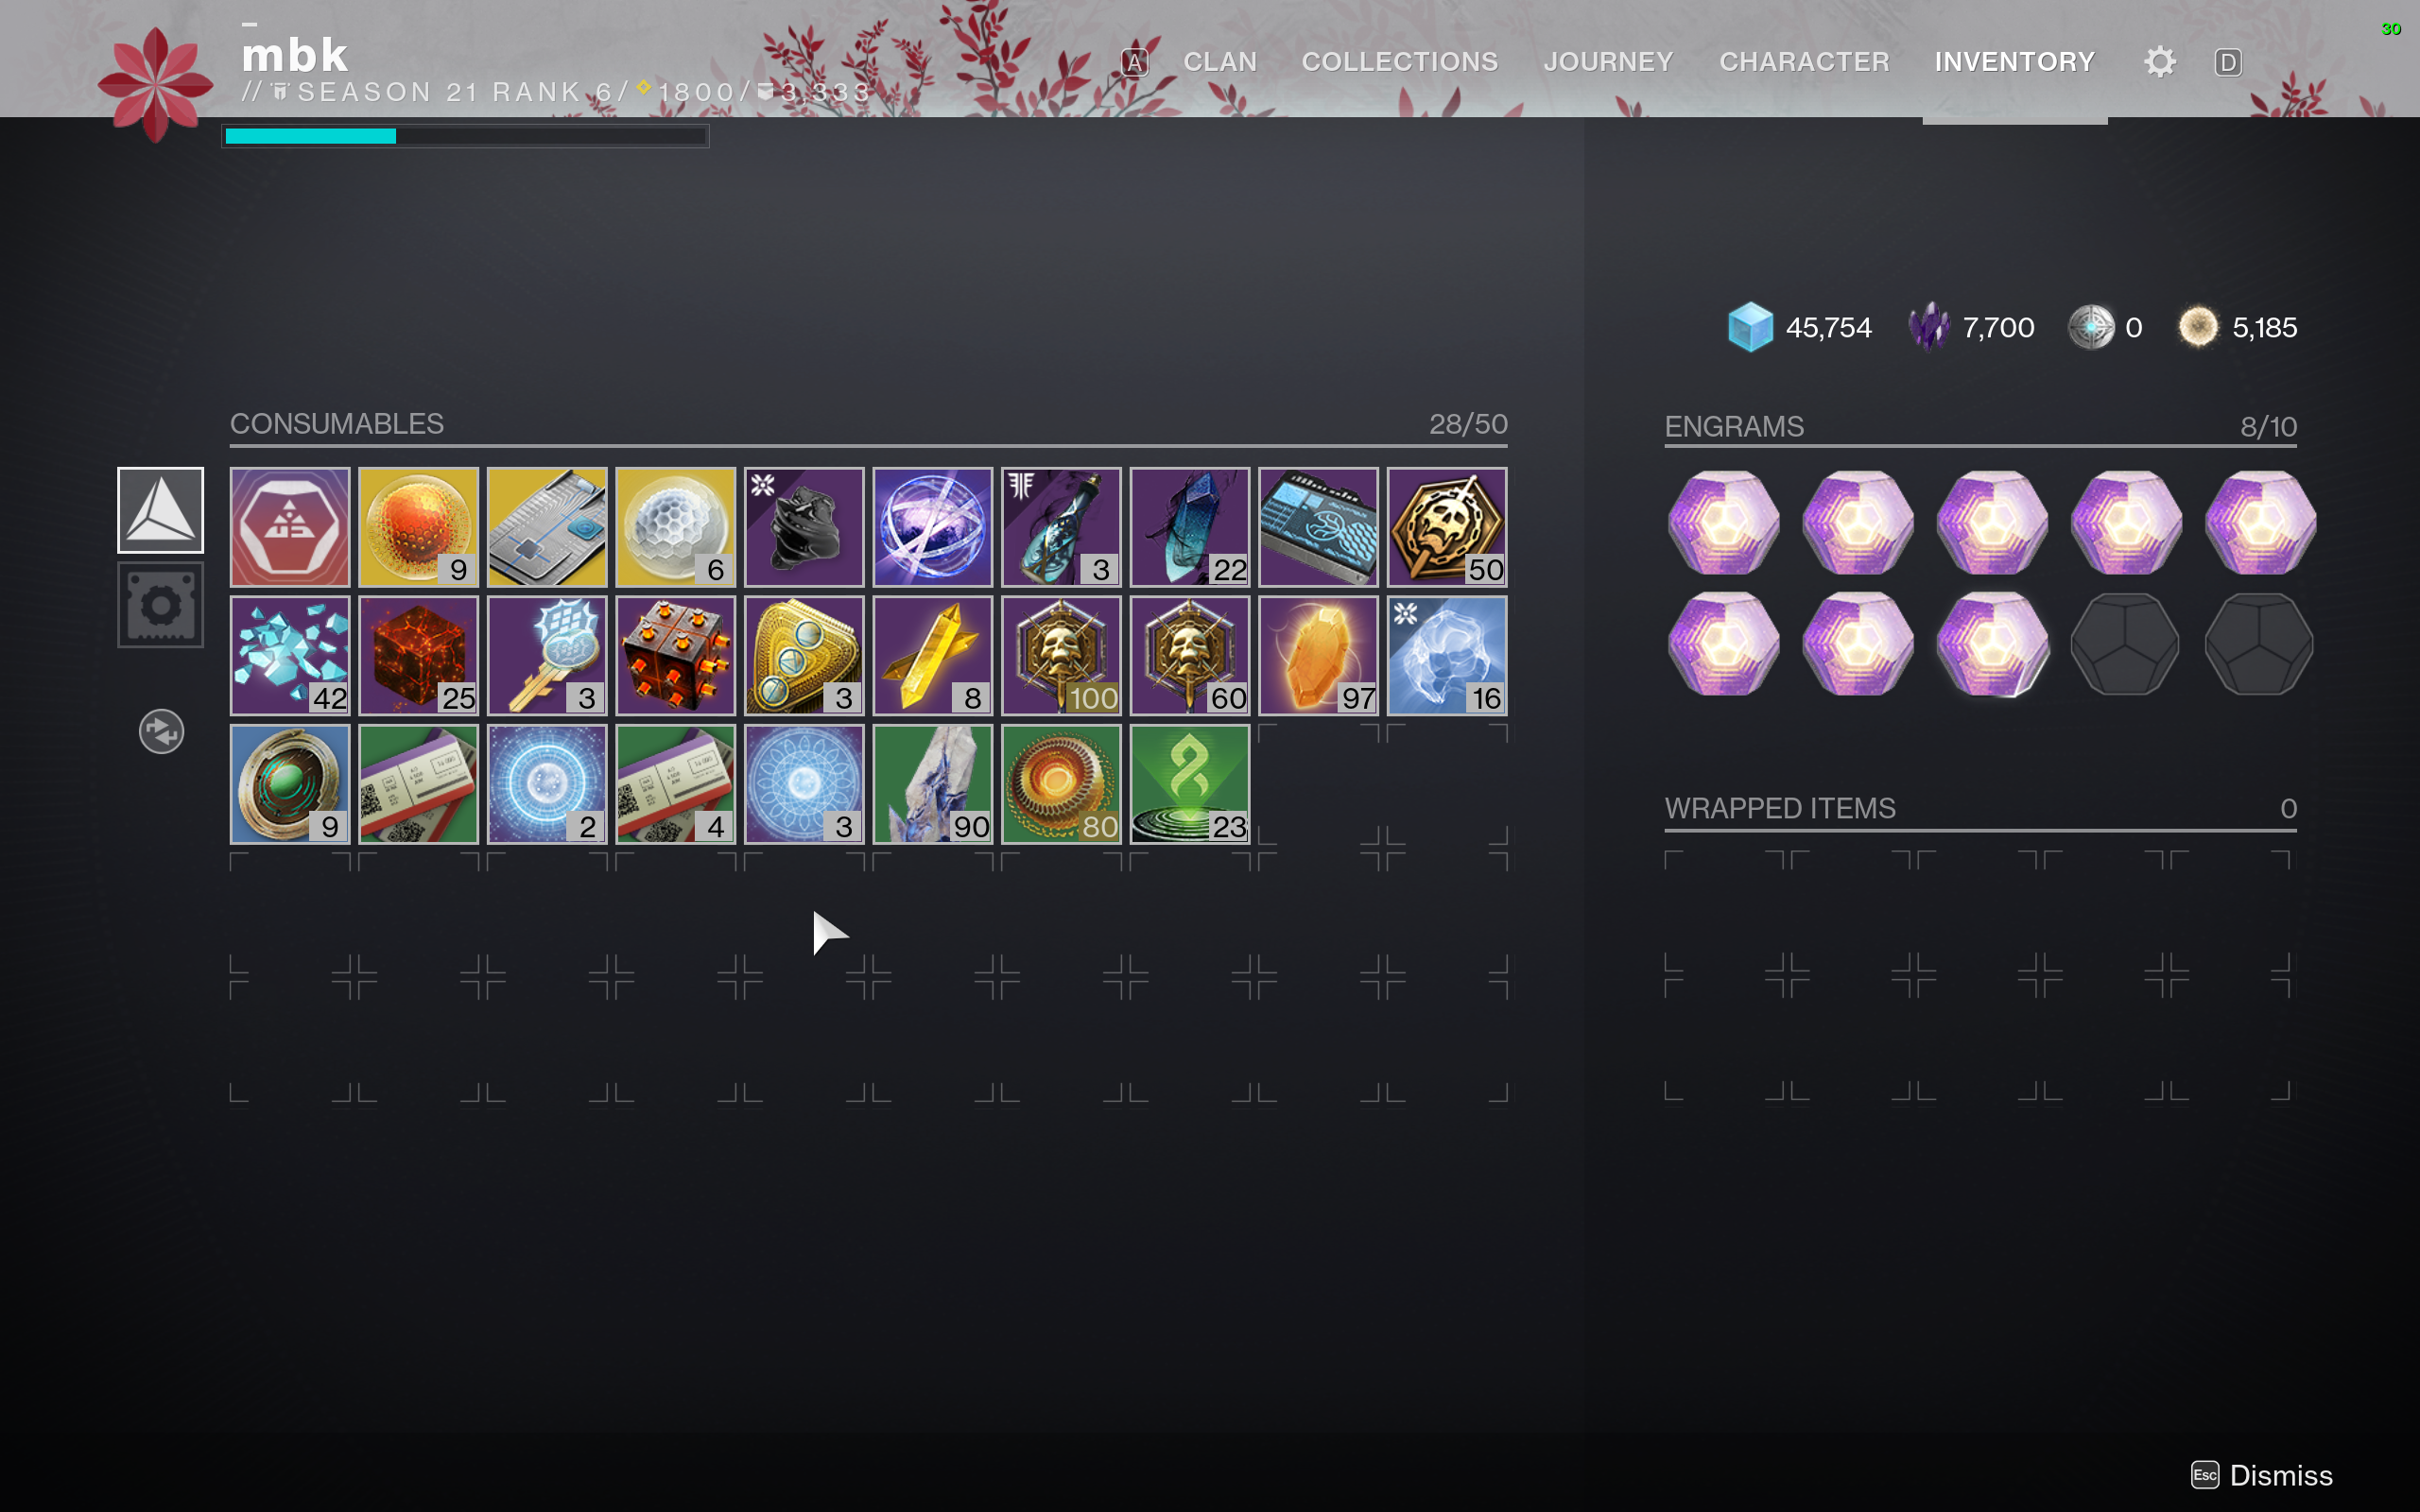 mbk
A CLAN COLLECTIONS JOURNEY CHARACTER INVENTORY D
30
// SEASON 21 RANK 6/ 1800/ 3,333
45,754 7,700 0 5,185
CONSUMABLES 28/50
ENGRAMS 8/10
9 6 3 22 50
42 25 3 3 8 100 60 97 16
9 2 4 3 90 80 23
WRAPPED ITEMS 0
Esc Dismiss